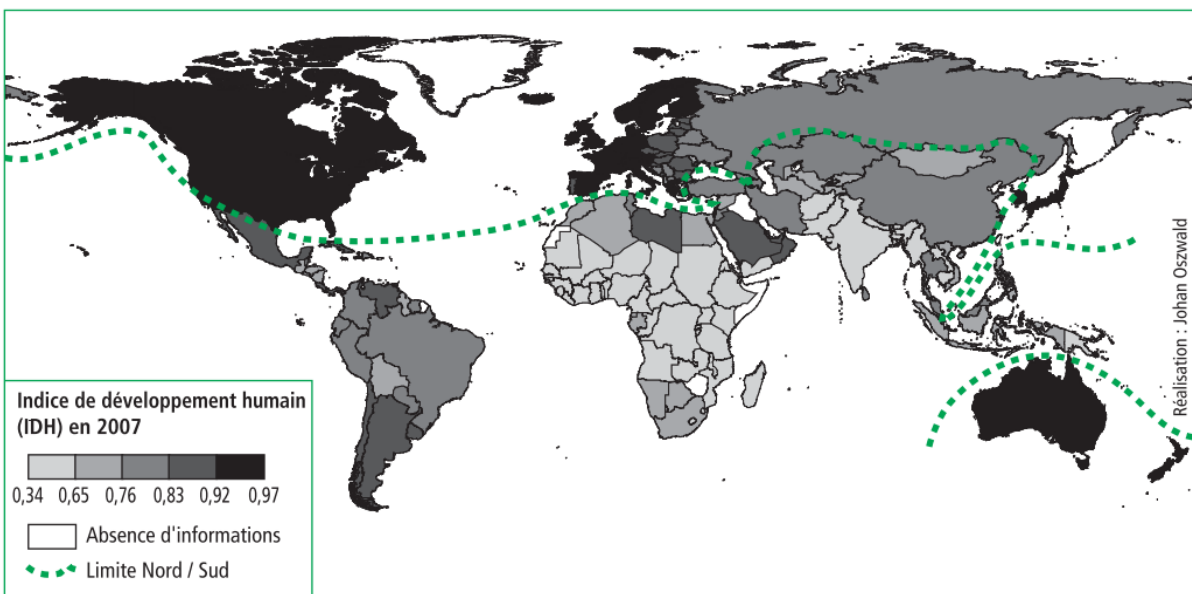 Indice de développement humain
(IDH) en 2007
0,34 0,65 0,76 0,83 0,92 0,97
Absence d'informations
Limite Nord / Sud
Réalisation : Johan Oszwald